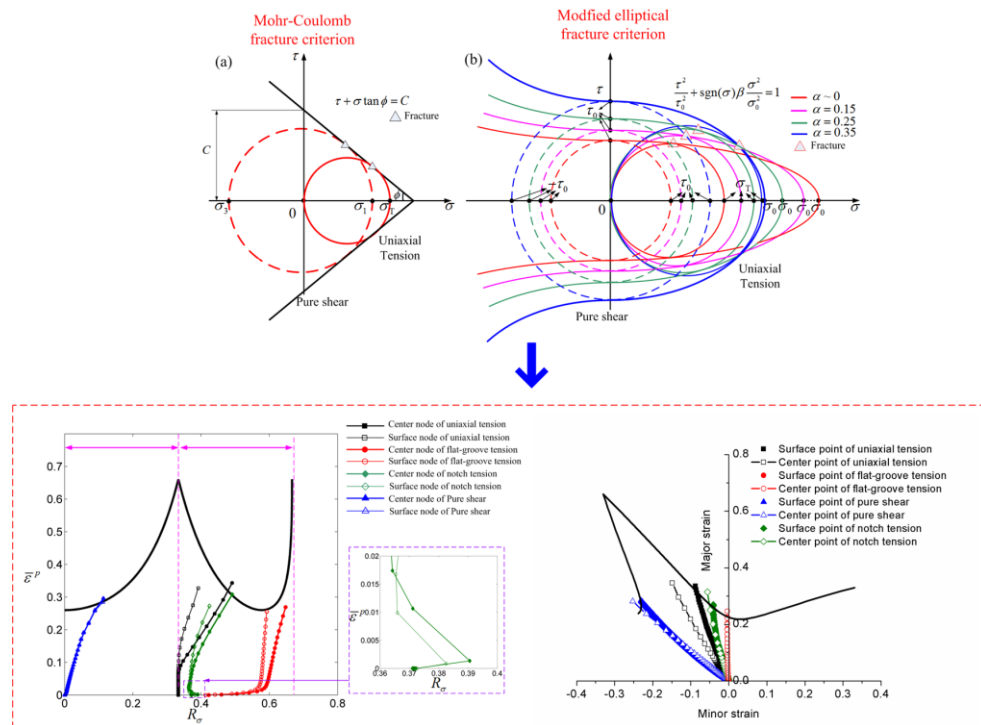 Mohr-Coulomb
fracture criterion
(a)
τ
τ + σ tan ϕ = C
Fracture
C
σ3
0
σ1
σT
ϕ
σ
Uniaxial
Tension
Pure shear
Modfied elliptical
fracture criterion
(b)
τ
τ²/τ0² + sgn(σ)β σ²/σ0² = 1
α ~ 0
α = 0.15
α = 0.25
α = 0.35
Fracture
τ0
-τ0
τ0
σT
0
σ0 σ0 σ0 σ0
σ
Uniaxial
Tension
Pure shear
Center node of uniaxial tension
Surface node of uniaxial tension
Center node of flat-groove tension
Surface node of flat-groove tension
Center node of notch tension
Surface node of notch tension
Center node of Pure shear
Surface node of Pure shear
0.7
0.6
0.5
0.4
0.3
0.2
0.1
0
0 0.2 0.4 0.6 0.8
Rσ
0.02
0.015
0.01
0.005
0
0.36 0.37 0.38 0.39 0.4
Rσ
Surface point of uniaxial tension
Center point of uniaxial tension
Surface point of flat-groove tension
Center point of flat-groove tension
Surface point of pure shear
Center point of pure shear
Surface point of notch tension
Center point of notch tension
Major strain
0.8
0.6
0.4
0.2
0.0
-0.4 -0.3 -0.2 -0.1 0.0 0.1 0.2 0.3 0.4
Minor strain